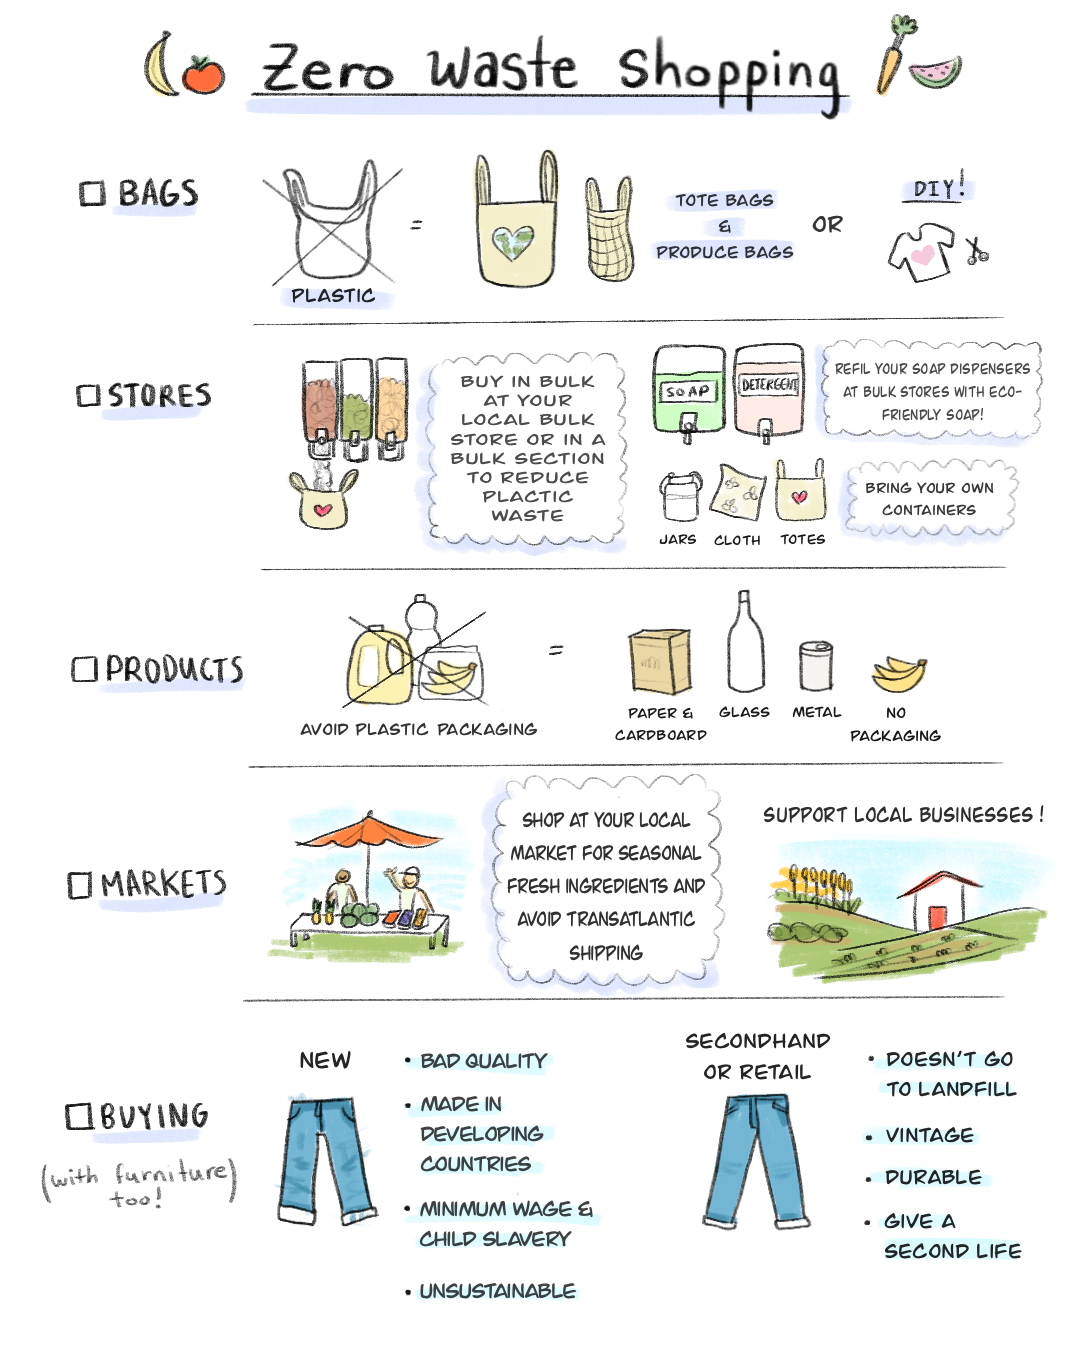 Zero Waste Shopping
BAGS
PLASTIC
=
TOTE BAGS
&
PRODUCE BAGS
OR
DIY!
STORES
BUY IN BULK
AT YOUR
LOCAL BULK
STORE OR IN A
BULK SECTION
TO REDUCE
PLACTIC
WASTE
SOAP
DETERGENT
REFIL YOUR SOAP DISPENSERS
AT BULK STORES WITH ECO-
FRIENDLY SOAP!
JARS
CLOTH
TOTES
BRING YOUR OWN
CONTAINERS
PRODUCTS
AVOID PLASTIC PACKAGING
=
PAPER &
CARDBOARD
GLASS
METAL
NO
PACKAGING
MARKETS
SHOP AT YOUR LOCAL
MARKET FOR SEASONAL
FRESH INGREDIENTS AND
AVOID TRANSATLANTIC
SHIPPING
SUPPORT LOCAL BUSINESSES!
BUYING
(with furniture
too!)
NEW
• BAD QUALITY
• MADE IN
DEVELOPING
COUNTRIES
• MINIMUM WAGE &
CHILD SLAVERY
• UNSUSTAINABLE
SECONDHAND
OR RETAIL
• DOESN'T GO
TO LANDFILL
• VINTAGE
• DURABLE
• GIVE A
SECOND LIFE